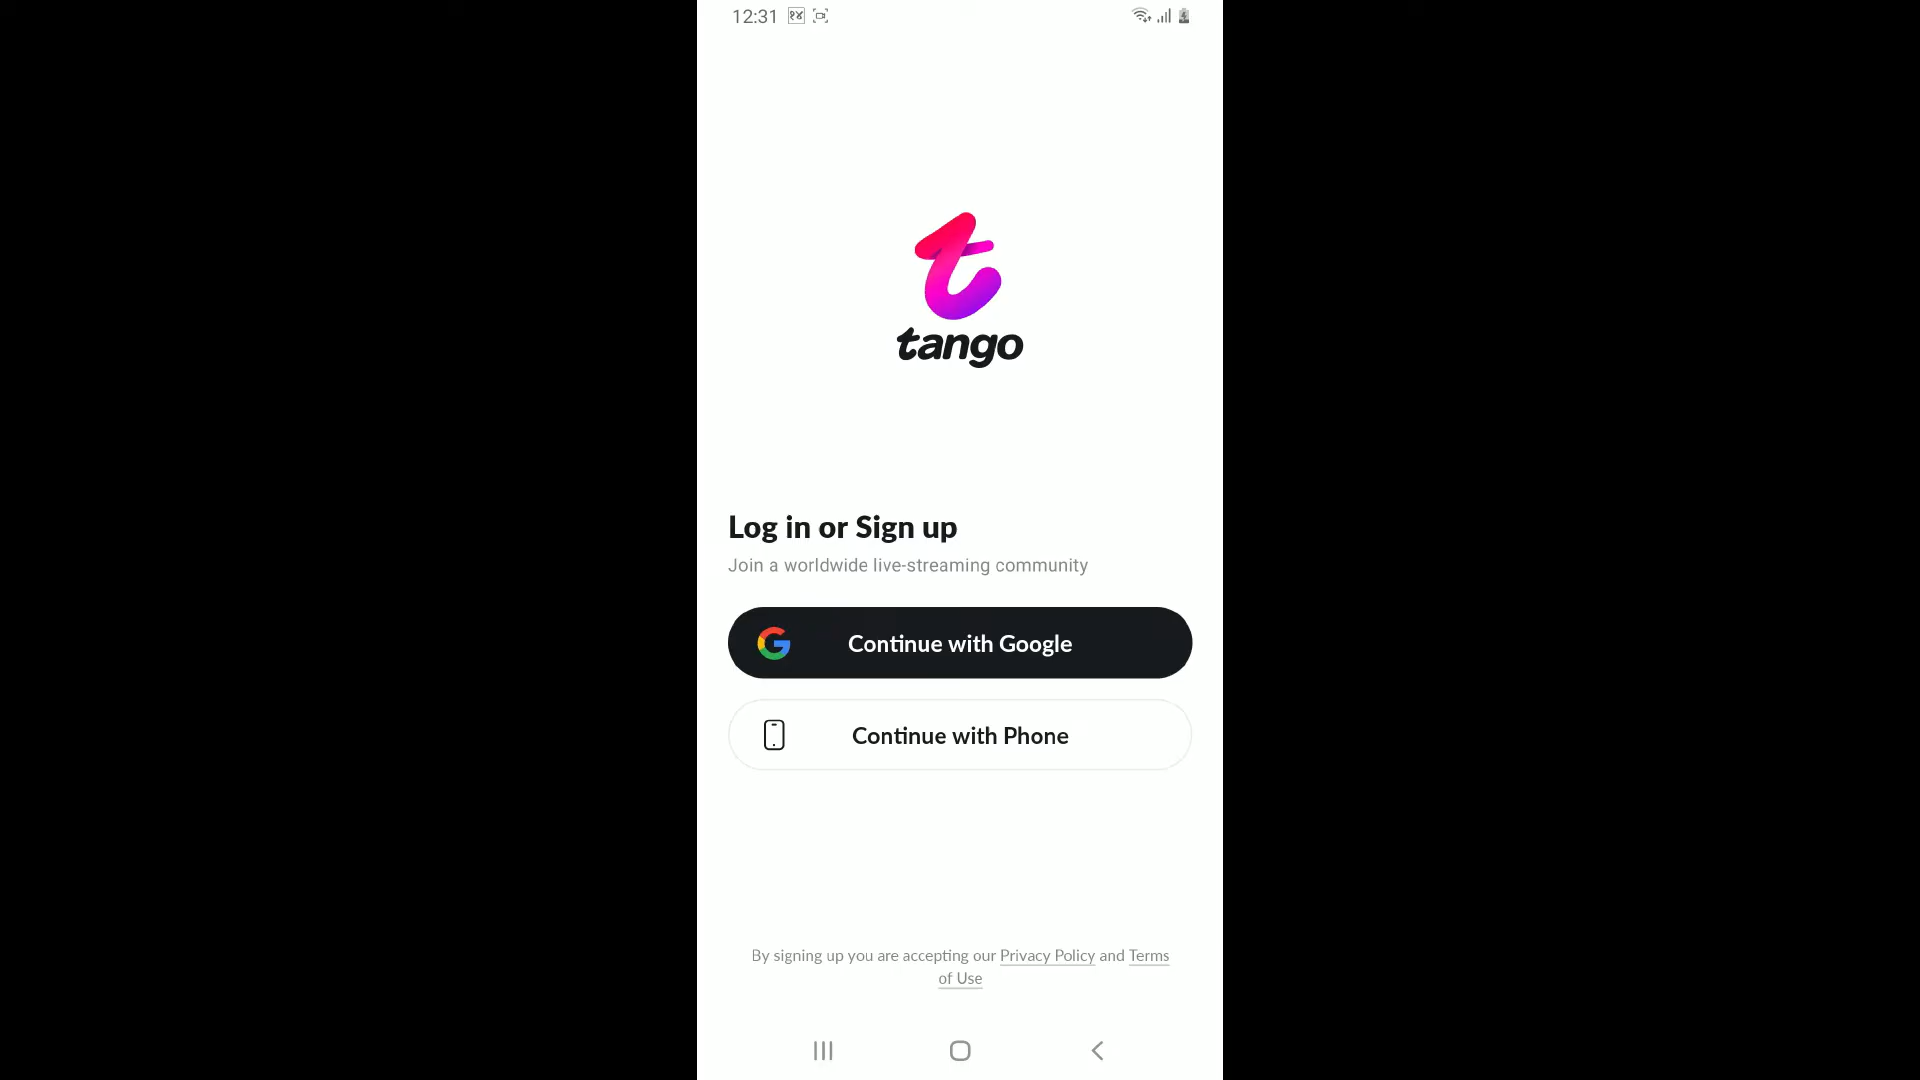 12:31
tango
Log in or Sign up
Join a worldwide live-streaming community
Continue with Google
Continue with Phone
By signing up you are accepting our Privacy Policy and Terms
of Use